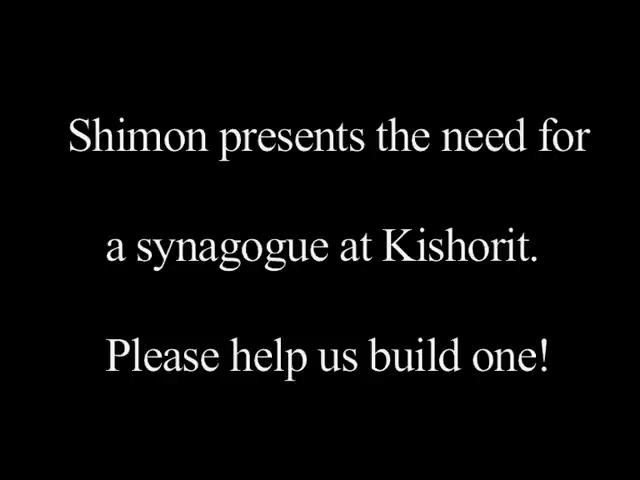 Shimon presents the need for
a synagogue at Kishorit.
Please help us build one!